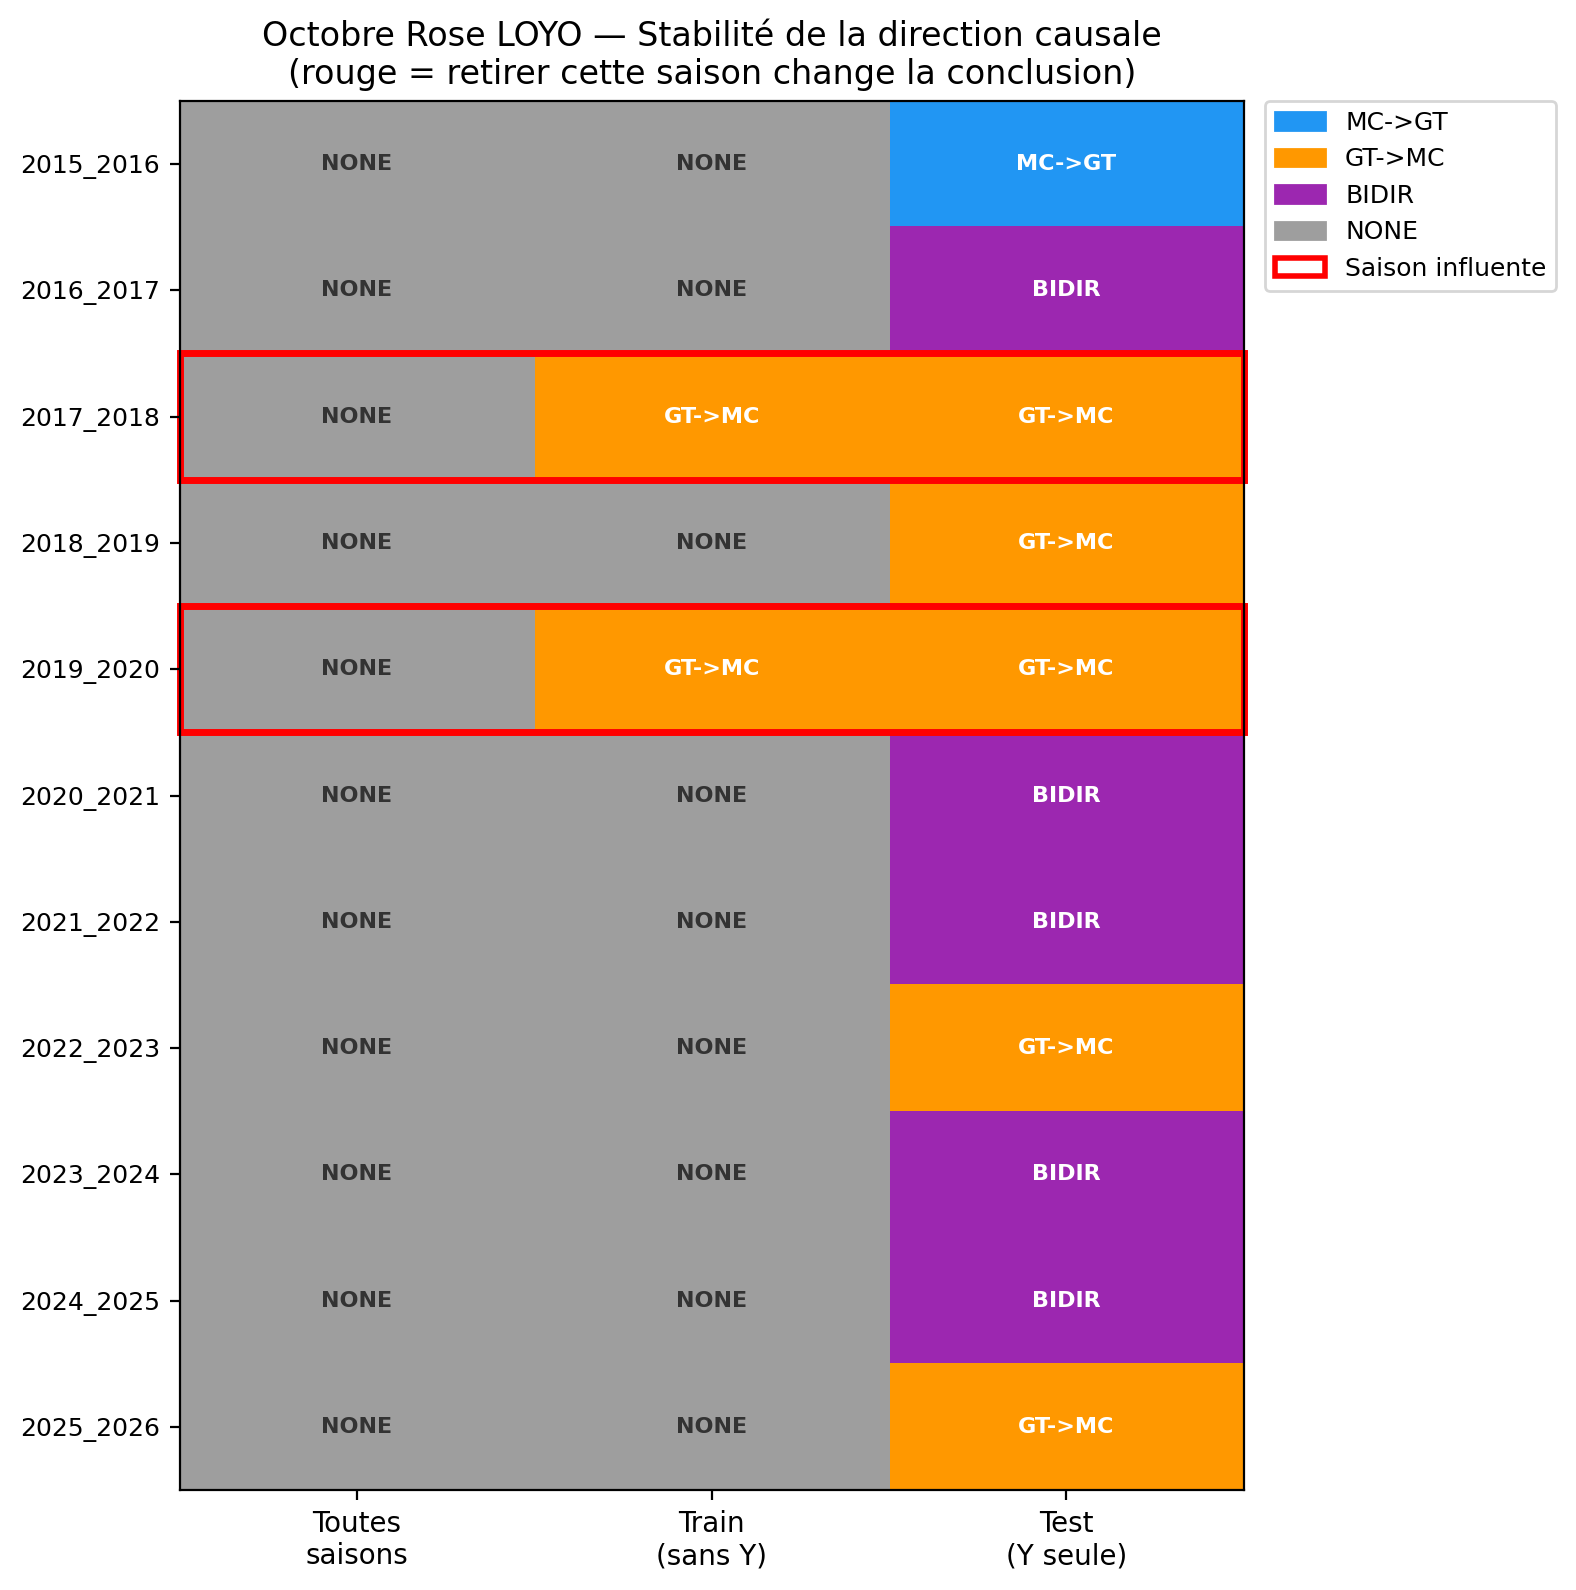 Octobre Rose LOYO — Stabilité de la direction causale
(rouge = retirer cette saison change la conclusion)
MC->GT
GT->MC
BIDIR
NONE
Saison influente
2015_2016 NONE NONE MC->GT
2016_2017 NONE NONE BIDIR
2017_2018 NONE GT->MC GT->MC
2018_2019 NONE NONE GT->MC
2019_2020 NONE GT->MC GT->MC
2020_2021 NONE NONE BIDIR
2021_2022 NONE NONE BIDIR
2022_2023 NONE NONE GT->MC
2023_2024 NONE NONE BIDIR
2024_2025 NONE NONE BIDIR
2025_2026 NONE NONE GT->MC
Toutes
saisons
Train
(sans Y)
Test
(Y seule)